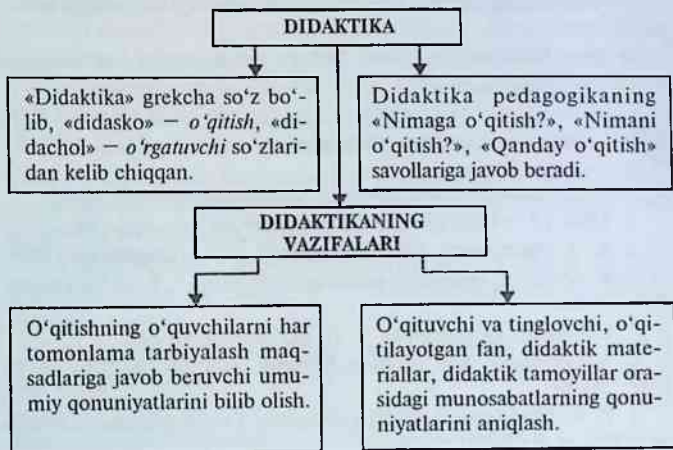 DIDAKTIKA
«Didaktika» grekcha so‘z bo‘-
lib, «didasko» — o‘qitish, «di-
dachol» — o‘rgatuvchi so‘zlari-
dan kelib chiqqan.
Didaktika pedagogikaning
«Nimaga o‘qitish?», «Nimani
o‘qitish?», «Qanday o‘qitish»
savollariga javob beradi.
DIDAKTIKANING
VAZIFALARI
O‘qitishning o‘quvchilarni har
tomonlama tarbiyalash maq-
sadlariga javob beruvchi umu-
miy qonuniyatlarini bilib olish.
O‘qituvchi va tinglovchi, o‘qi-
tilayotgan fan, didaktik mate-
riallar, didaktik tamoyillar ora-
sidagi munosabatlarning qonu-
niyatlarini aniqlash.